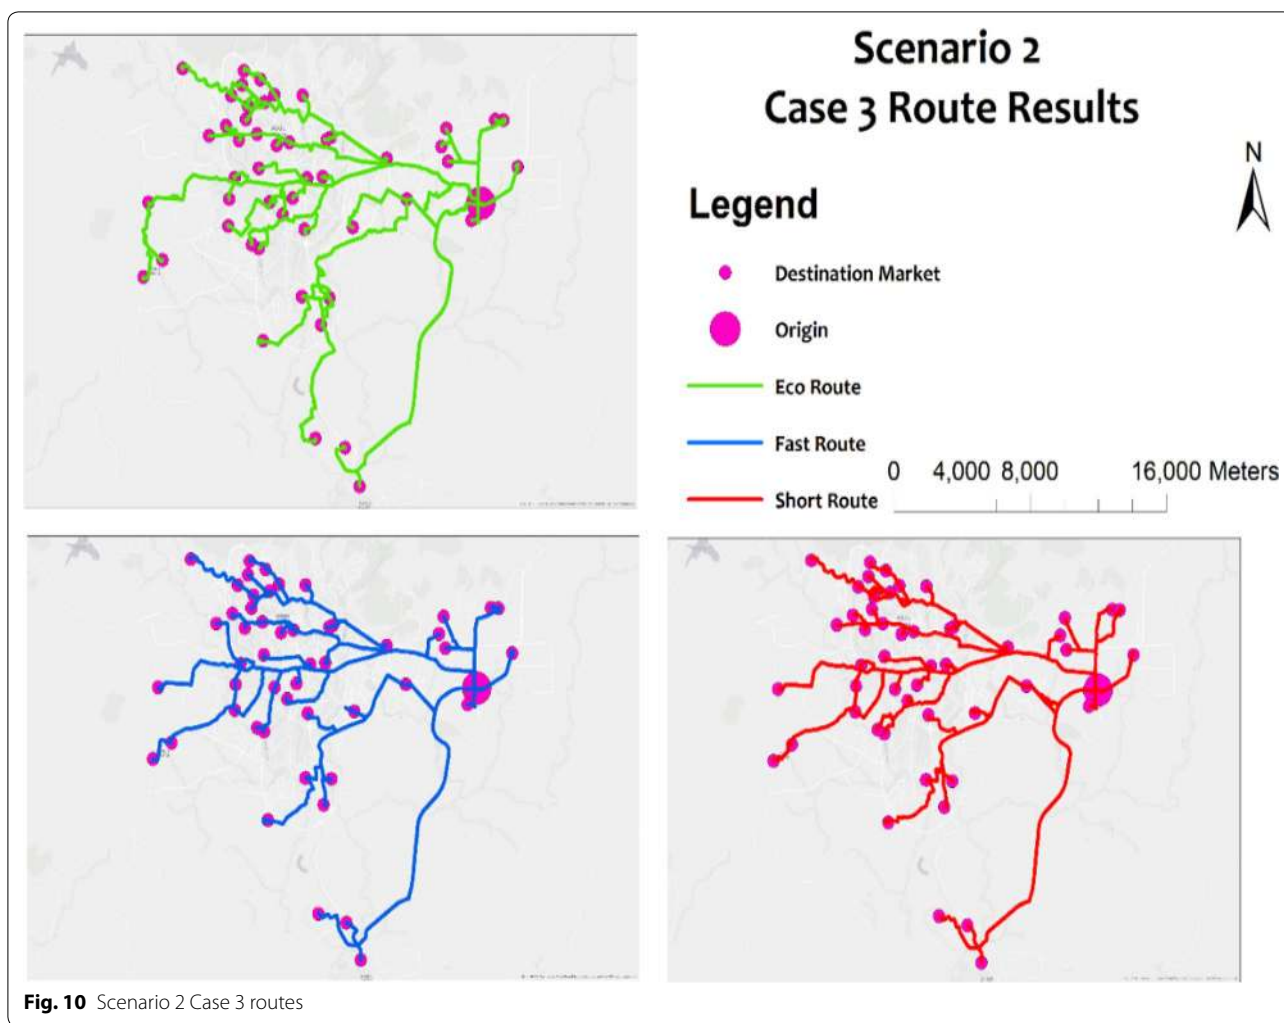 Scenario 2
Case 3 Route Results
N
Legend
Destination Market
Origin
Eco Route
Fast Route
Short Route
0 4,000 8,000 16,000 Meters
Fig. 10 Scenario 2 Case 3 routes